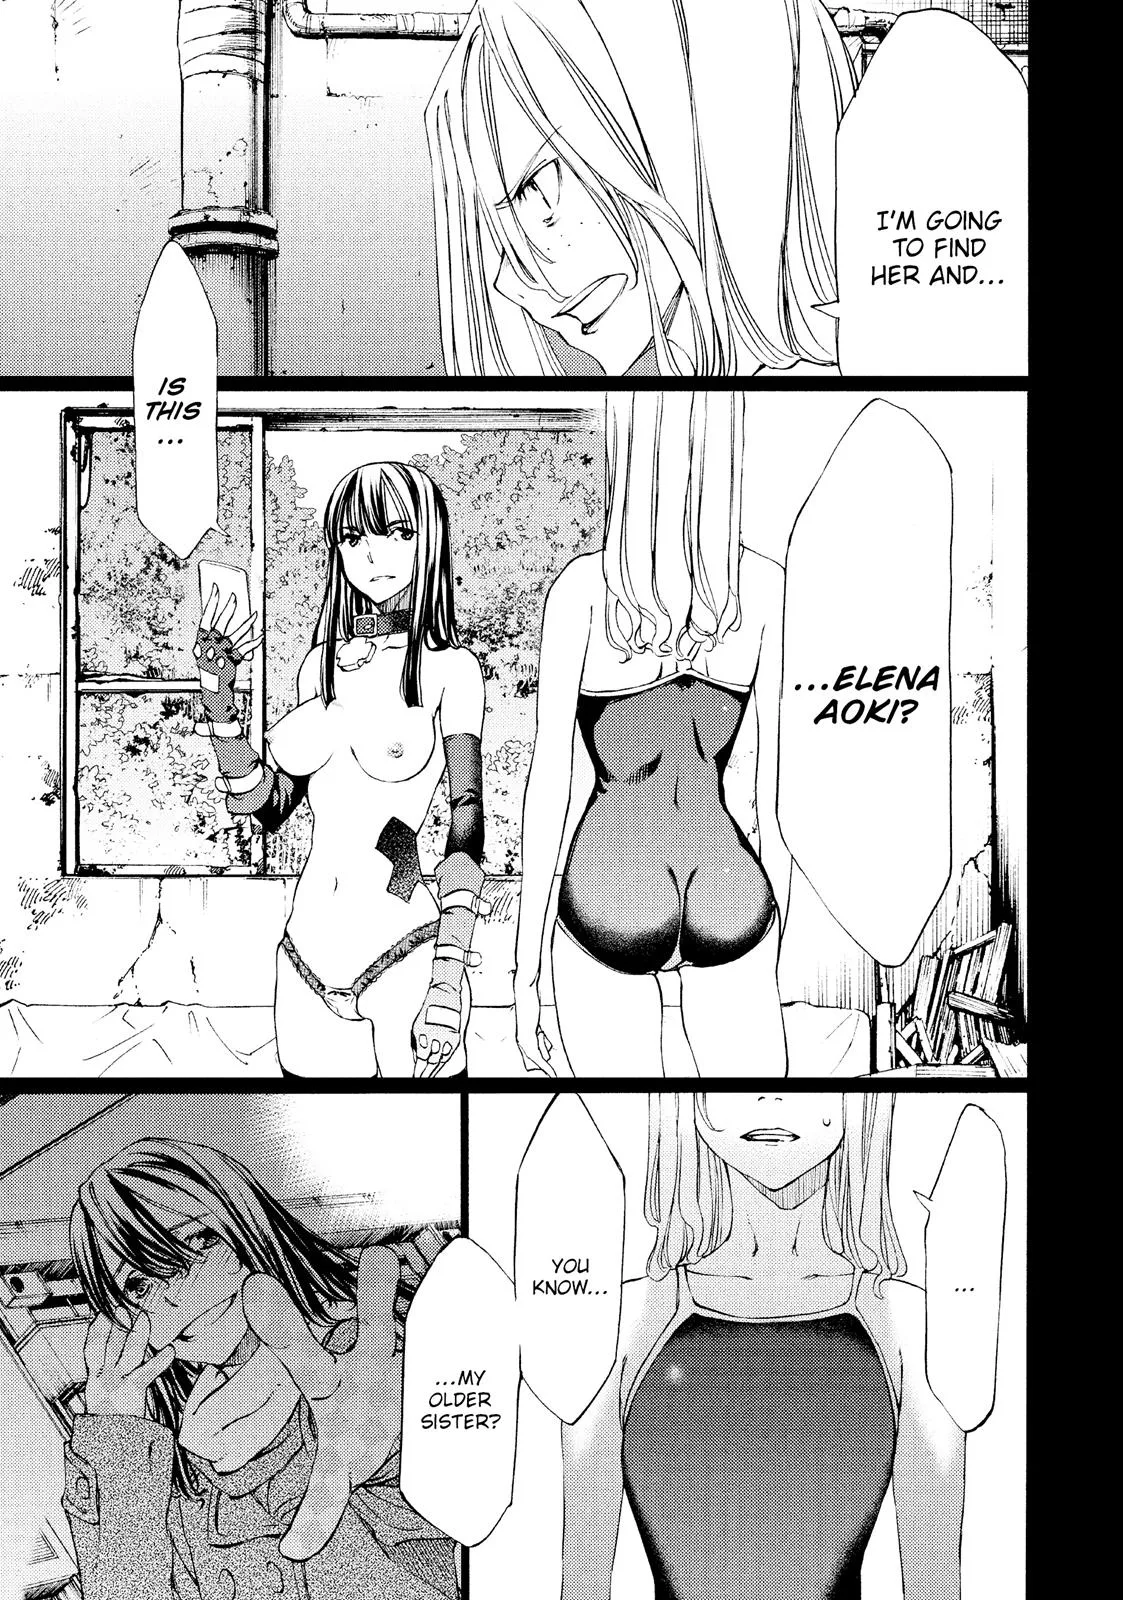 I'M GOING
TO FIND
HER AND...
IS
THIS
...
...ELENA
AOKI?
...
YOU
KNOW...
...MY
OLDER
SISTER?